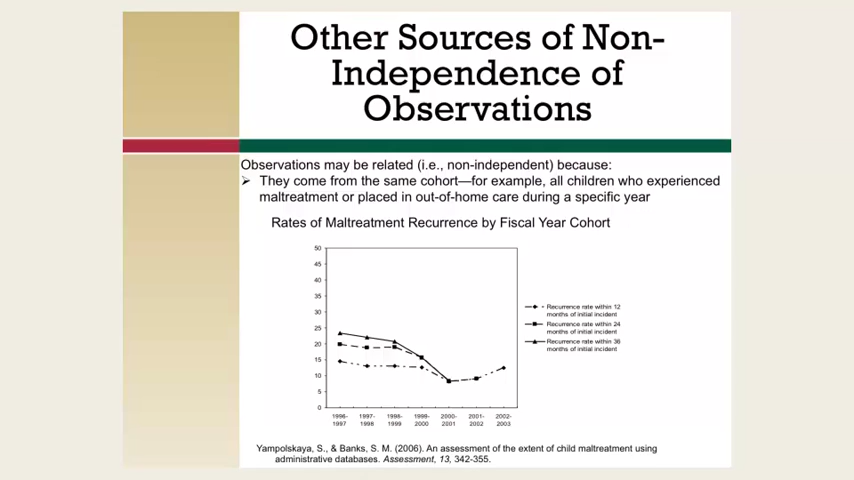 Other Sources of Non-
Independence of
Observations
Observations may be related (i.e., non-independent) because:
➢ They come from the same cohort—for example, all children who experienced
maltreatment or placed in out-of-home care during a specific year
Rates of Maltreatment Recurrence by Fiscal Year Cohort
50
45
40
35
30
25
20
15
10
5
0
1996- 1997- 1998- 1999- 2000- 2001- 2002-
1997 1998 1999 2000 2001 2002 2003
Recurrence rate within 12
months of initial incident
Recurrence rate within 24
months of initial incident
Recurrence rate within 36
months of initial incident
Yampolskaya, S., & Banks, S. M. (2006). An assessment of the extent of child maltreatment using
administrative databases. Assessment, 13, 342-355.